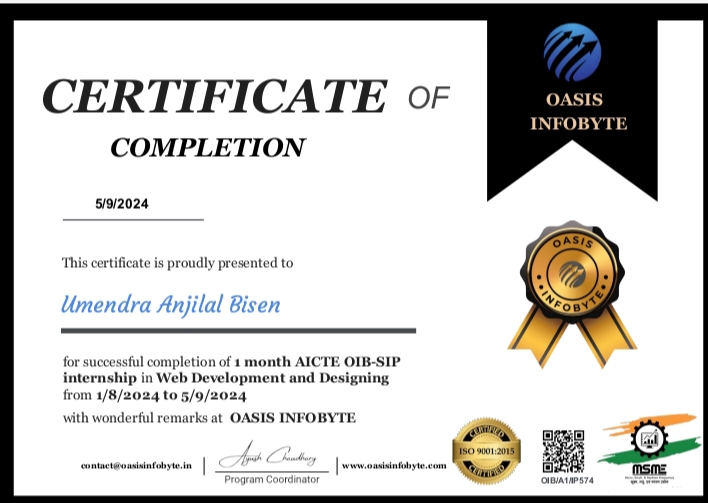 CERTIFICATE OF
COMPLETION
OASIS
INFOBYTE
5/9/2024
This certificate is proudly presented to
Umendra Anjilal Bisen
OASIS
INFOBYTE
for successful completion of 1 month AICTE OIB-SIP
internship in Web Development and Designing
from 1/8/2024 to 5/9/2024
with wonderful remarks at OASIS INFOBYTE
contact@oasisinfobyte.in
Ayush Chaudhary
Program Coordinator
www.oasisinfobyte.com
CERTIFIED
ISO 9001:2015
CERTIFIED
OIB/A1/IP574
MSME